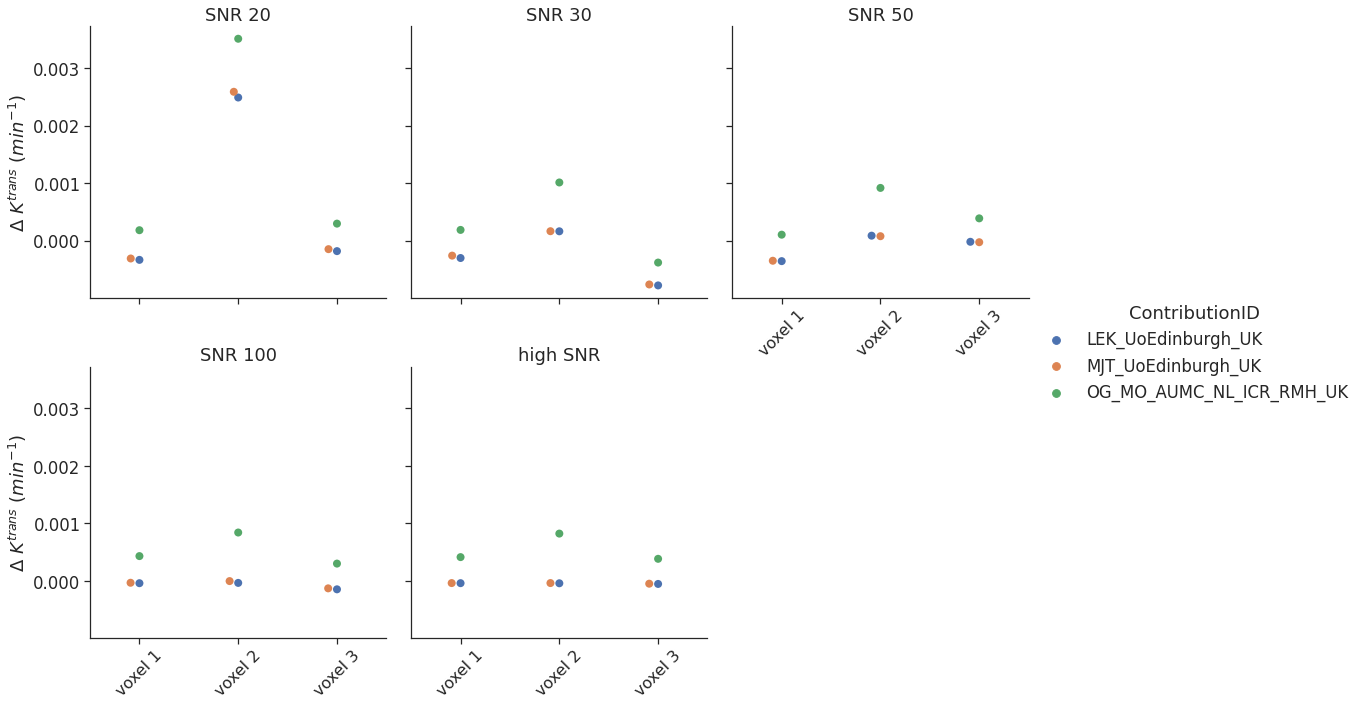 SNR 20
SNR 30
SNR 50
Δ K^{trans} (min^{−1})
0.003
0.002
0.001
0.000
voxel 1
voxel 2
voxel 3
ContributionID
LEK_UoEdinburgh_UK
MJT_UoEdinburgh_UK
OG_MO_AUMC_NL_ICR_RMH_UK
SNR 100
high SNR
Δ K^{trans} (min^{−1})
0.003
0.002
0.001
0.000
voxel 1
voxel 2
voxel 3
voxel 1
voxel 2
voxel 3